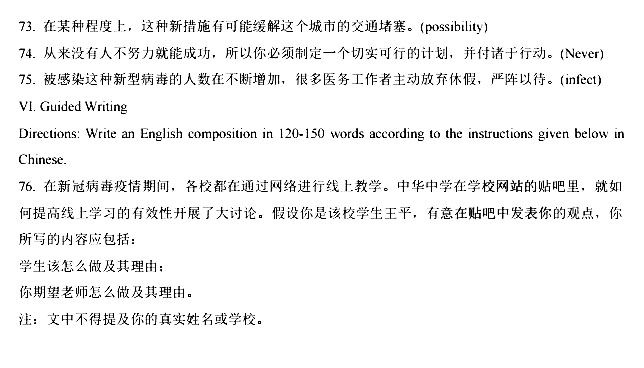 73. 在某种程度上，这种新措施有可能缓解这个城市的交通堵塞。(possibility)
74. 从来没有人不努力就能成功，所以你必须制定一个切实可行的计划，并付诸于行动。(Never)
75. 被感染这种新型病毒的人数在不断增加，很多医务工作者主动放弃休假，严阵以待。(infect)
VI. Guided Writing
Directions: Write an English composition in 120-150 words according to the instructions given below in
Chinese.
76. 在新冠病毒疫情期间，各校都在通过网络进行线上教学。中华中学在学校网站的贴吧里，就如
何提高线上学习的有效性开展了大讨论。假设你是该校学生王平，有意在贴吧中发表你的观点，你
所写的内容应包括：
学生该怎么做及其理由；
你期望老师怎么做及其理由。
注：文中不得提及你的真实姓名或学校。